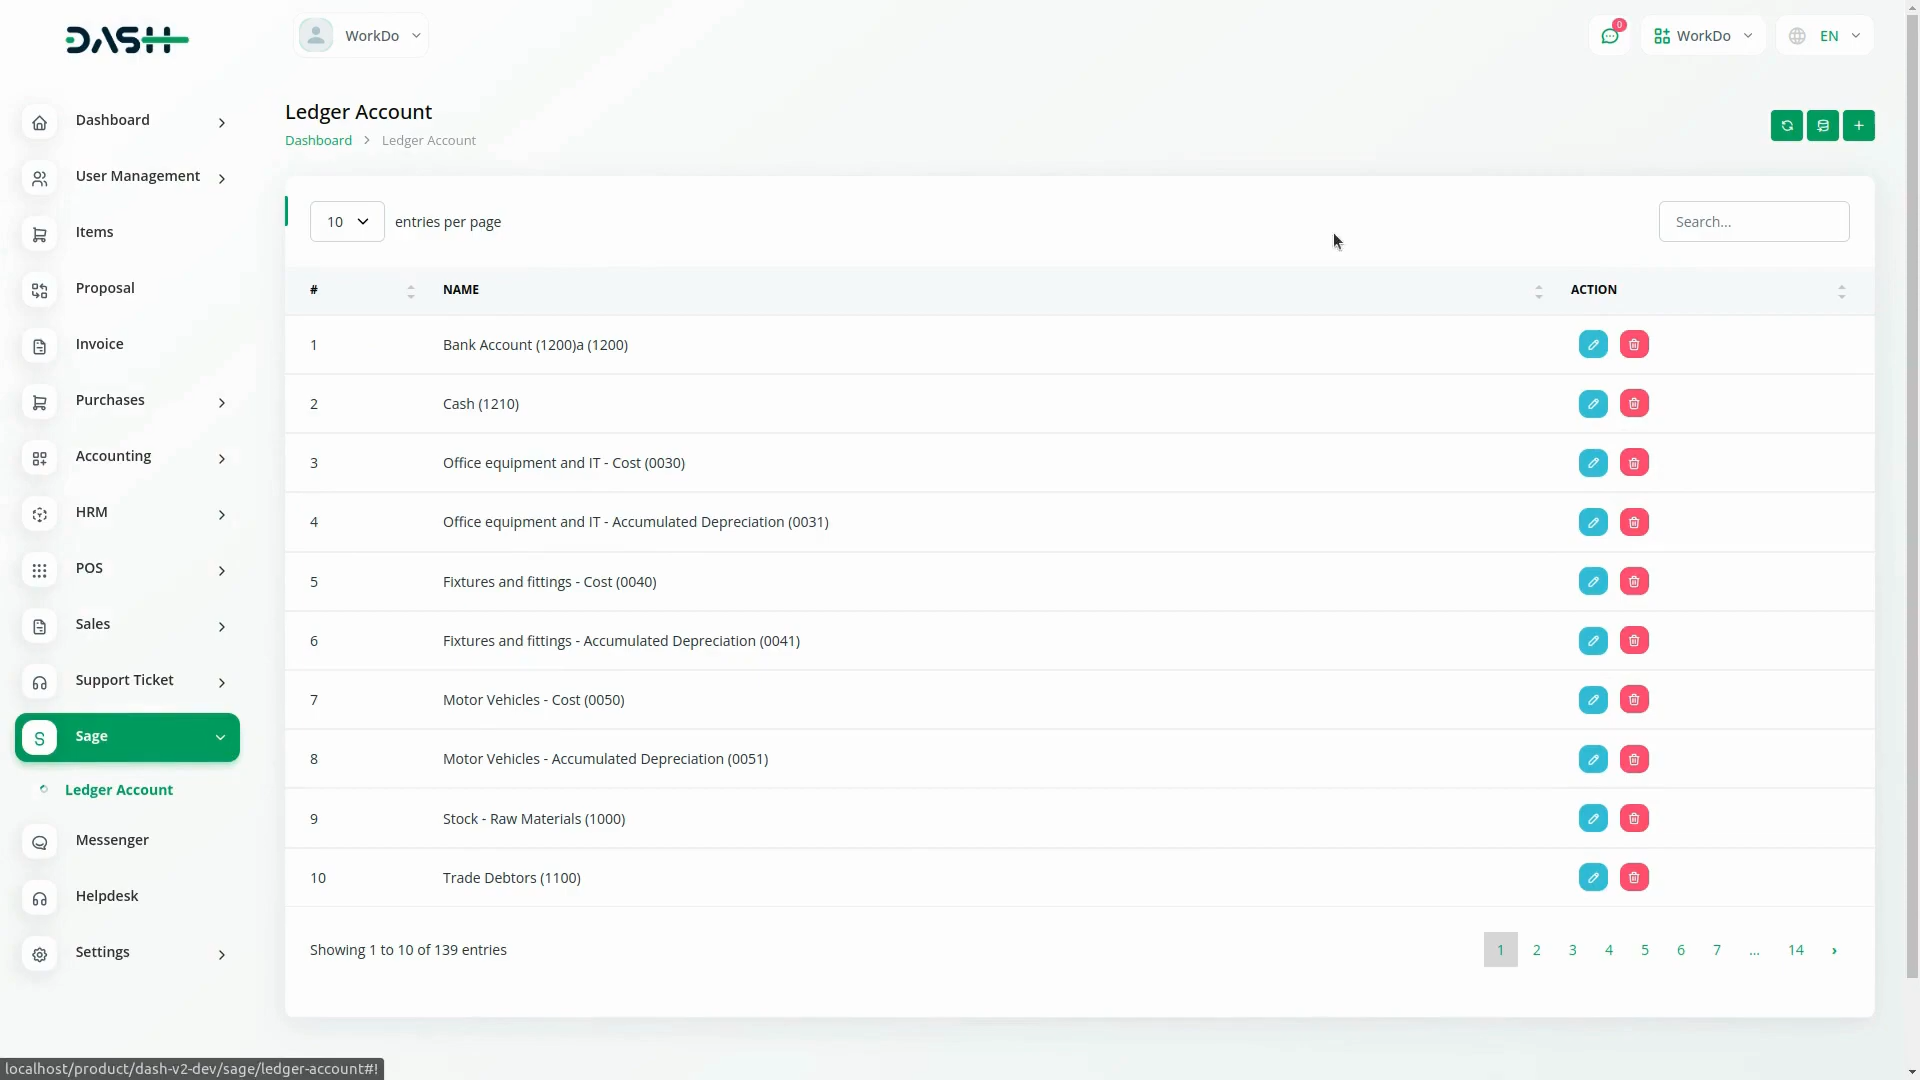 DASH
WorkDo
0
WorkDo
EN
Dashboard
User Management
Items
Proposal
Invoice
Purchases
Accounting
HRM
POS
Sales
Support Ticket
S Sage
Ledger Account
Messenger
Helpdesk
Settings
Ledger Account
Dashboard > Ledger Account
10 entries per page
Search...
# NAME ACTION
1 Bank Account (1200)a (1200)
2 Cash (1210)
3 Office equipment and IT - Cost (0030)
4 Office equipment and IT - Accumulated Depreciation (0031)
5 Fixtures and fittings - Cost (0040)
6 Fixtures and fittings - Accumulated Depreciation (0041)
7 Motor Vehicles - Cost (0050)
8 Motor Vehicles - Accumulated Depreciation (0051)
9 Stock - Raw Materials (1000)
10 Trade Debtors (1100)
Showing 1 to 10 of 139 entries
1 2 3 4 5 6 7 ... 14 ›
localhost/product/dash-v2-dev/sage/ledger-account#!